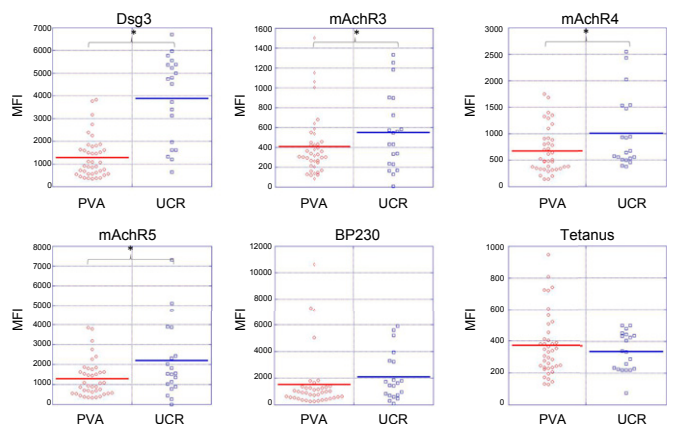 Dsg3
mAchR3
mAchR4
*
*
*
7000
6000
5000
4000
3000
2000
1000
0
MFI
PVA
UCR
1600
1400
1200
1000
800
600
400
200
0
MFI
PVA
UCR
3000
2500
2000
1500
1000
500
0
MFI
PVA
UCR
mAchR5
BP230
Tetanus
*
8000
7000
6000
5000
4000
3000
2000
1000
0
MFI
PVA
UCR
12000
10000
8000
6000
4000
2000
0
MFI
PVA
UCR
1000
800
600
400
200
0
MFI
PVA
UCR